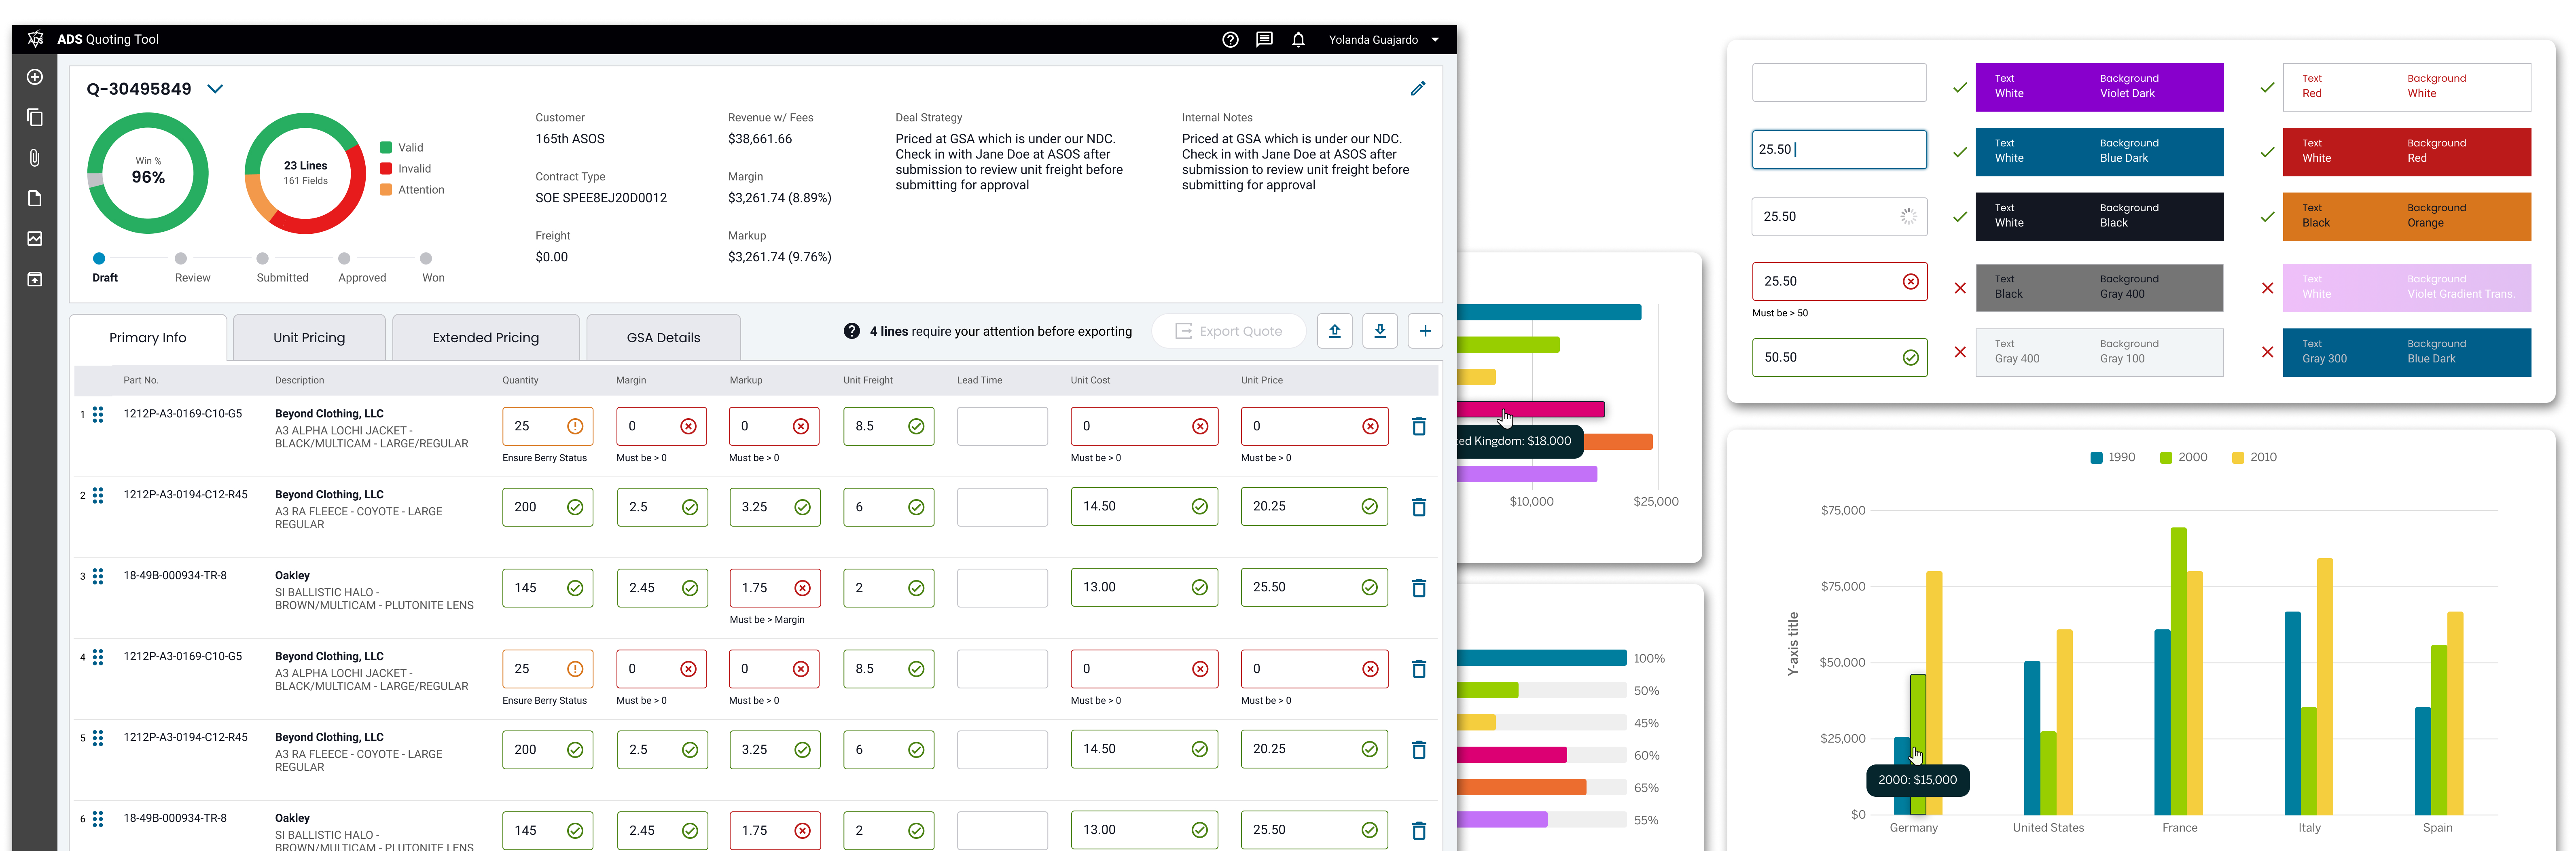 ADS
ADS Quoting Tool
Yolanda Guajardo
Q-30495849
Win %
96%
23 Lines
161 Fields
Valid
Invalid
Attention
Draft
Review
Submitted
Approved
Won
Customer
165th ASOS
Contract Type
SOE SPEE8EJ20D0012
Freight
$0.00
Revenue w/ Fees
$38,661.66
Margin
$3,261.74 (8.89%)
Markup
$3,261.74 (9.76%)
Deal Strategy
Priced at GSA which is under our NDC.
Check in with Jane Doe at ASOS after
submission to review unit freight before
submitting for approval
Internal Notes
Priced at GSA which is under our NDC.
Check in with Jane Doe at ASOS after
submission to review unit freight before
submitting for approval
Primary Info
Unit Pricing
Extended Pricing
GSA Details
4 lines require your attention before exporting
Export Quote
Part No. Description Quantity Margin Markup Unit Freight Lead Time Unit Cost Unit Price
1 1212P-A3-0169-C10-G5
Beyond Clothing, LLC
A3 ALPHA LOCHI JACKET -
BLACK/MULTICAM - LARGE/REGULAR
25 0 0 8.5 0 0
Ensure Berry Status Must be > 0 Must be > 0 Must be > 0 Must be > 0
2 1212P-A3-0194-C12-R45
Beyond Clothing, LLC
A3 RA FLEECE - COYOTE - LARGE
REGULAR
200 2.5 3.25 6 14.50 20.25
3 18-49B-000934-TR-8
Oakley
SI BALLISTIC HALO -
BROWN/MULTICAM - PLUTONITE LENS
145 2.45 1.75 2 13.00 25.50
Must be > Margin
4 1212P-A3-0169-C10-G5
Beyond Clothing, LLC
A3 ALPHA LOCHI JACKET -
BLACK/MULTICAM - LARGE/REGULAR
25 0 0 8.5 0 0
Ensure Berry Status Must be > 0 Must be > 0 Must be > 0 Must be > 0
5 1212P-A3-0194-C12-R45
Beyond Clothing, LLC
A3 RA FLEECE - COYOTE - LARGE
REGULAR
200 2.5 3.25 6 14.50 20.25
6 18-49B-000934-TR-8
Oakley
SI BALLISTIC HALO -
BROWN/MULTICAM - PLUTONITE LENS
145 2.45 1.75 2 13.00 25.50
ted Kingdom: $18,000
$10,000 $25,000
100%
50%
45%
60%
65%
55%
25.50
25.50
25.50
Must be > 50
50.50
Text Background
White Violet Dark
Text Background
White Blue Dark
Text Background
White Black
Text Background
Black Gray 400
Text Background
Gray 400 Gray 100
Text Background
Red White
Text Background
White Red
Text Background
Black Orange
Text Background
White Violet Gradient Trans.
Text Background
Gray 300 Blue Dark
1990 2000 2010
Y-axis title
$75,000
$75,000
$50,000
$25,000
$0
2000: $15,000
Germany United States France Italy Spain